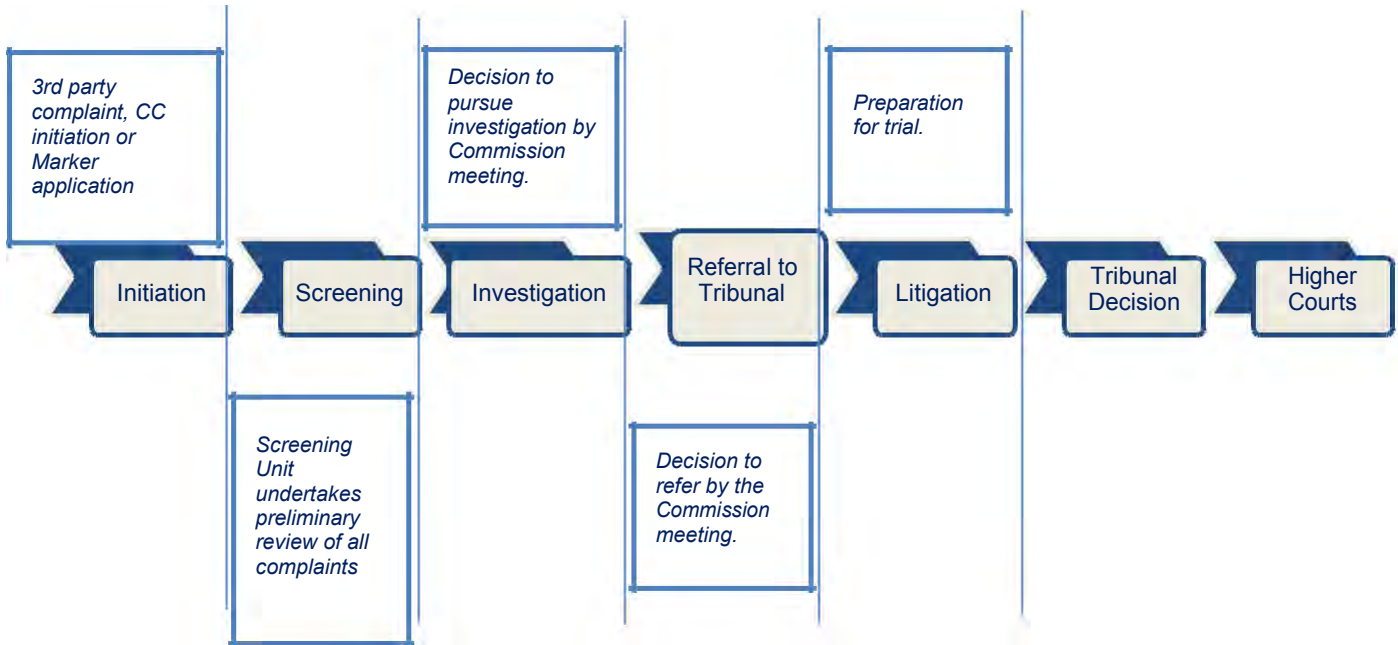 3rd party
complaint, CC
initiation or
Marker
application
Decision to
pursue
investigation by
Commission
meeting.
Preparation
for trial.
Initiation
Screening
Investigation
Referral to
Tribunal
Litigation
Tribunal
Decision
Higher
Courts
Screening
Unit
undertakes
preliminary
review of all
complaints
Decision to
refer by the
Commission
meeting.